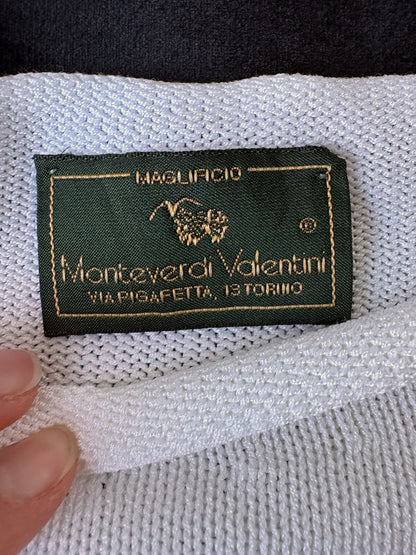 MAGLIFICIO
®
Monteverdi Valentini
VIA PIGAFETTA, 13 TORINO